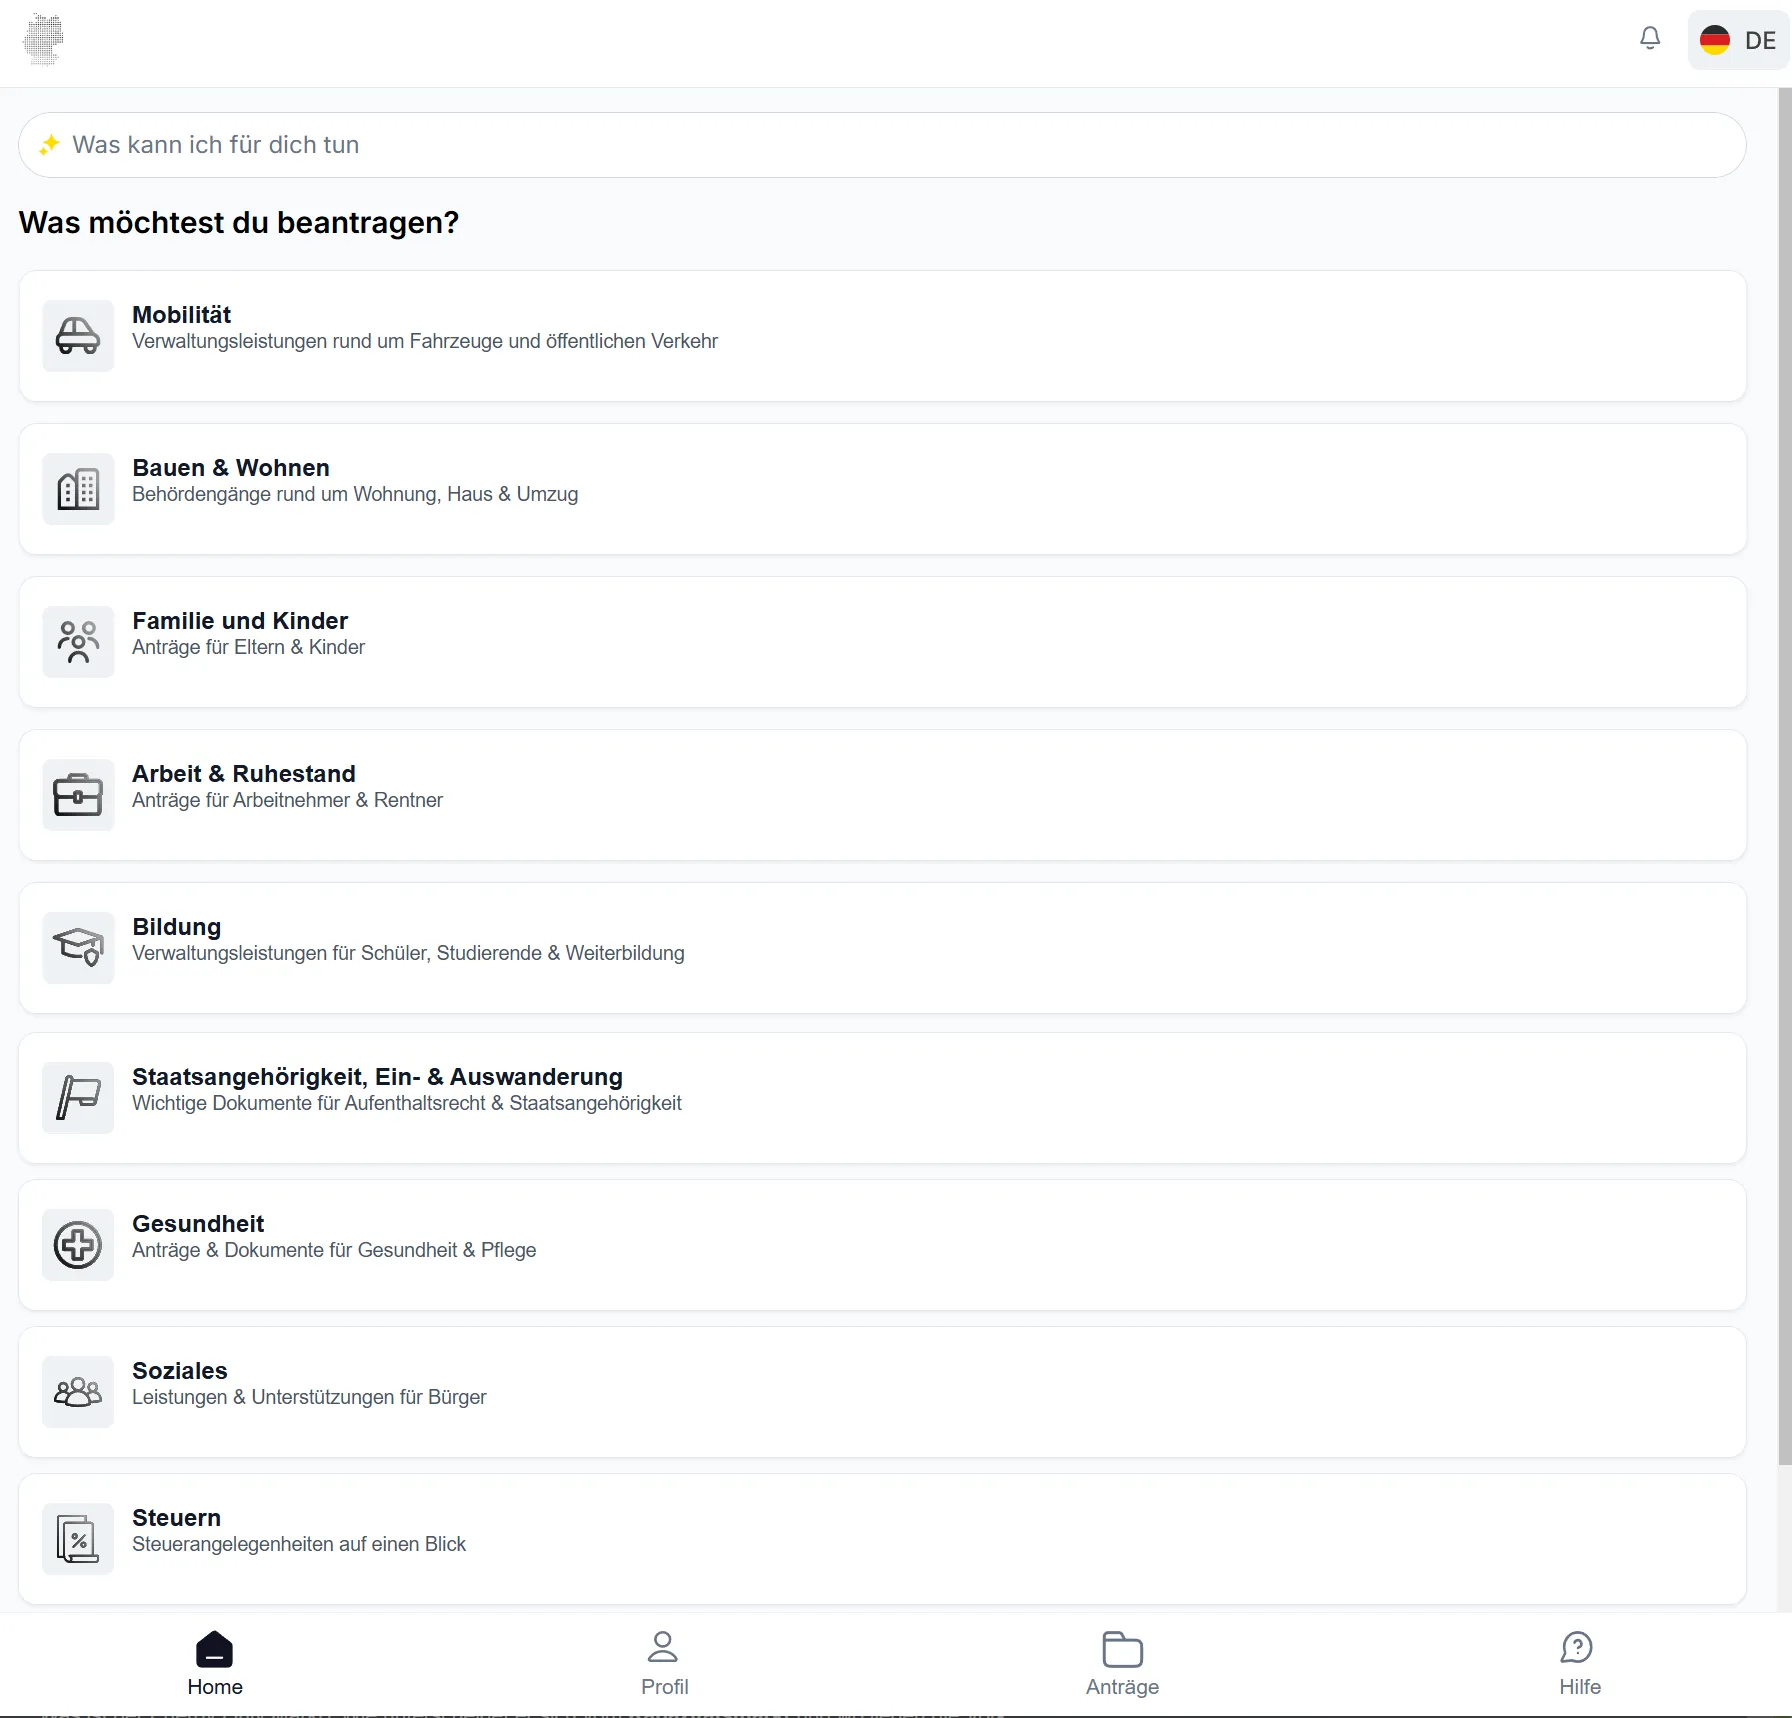 DE
Was kann ich für dich tun
Was möchtest du beantragen?
Mobilität
Verwaltungsleistungen rund um Fahrzeuge und öffentlichen Verkehr
Bauen & Wohnen
Behördengänge rund um Wohnung, Haus & Umzug
Familie und Kinder
Anträge für Eltern & Kinder
Arbeit & Ruhestand
Anträge für Arbeitnehmer & Rentner
Bildung
Verwaltungsleistungen für Schüler, Studierende & Weiterbildung
Staatsangehörigkeit, Ein- & Auswanderung
Wichtige Dokumente für Aufenthaltsrecht & Staatsangehörigkeit
Gesundheit
Anträge & Dokumente für Gesundheit & Pflege
Soziales
Leistungen & Unterstützungen für Bürger
Steuern
Steuerangelegenheiten auf einen Blick
Home
Profil
Anträge
Hilfe